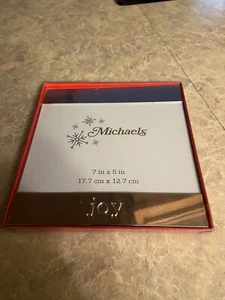 Michaels
7 in x 5 in
17.7 cm x 12.7 cm
joy